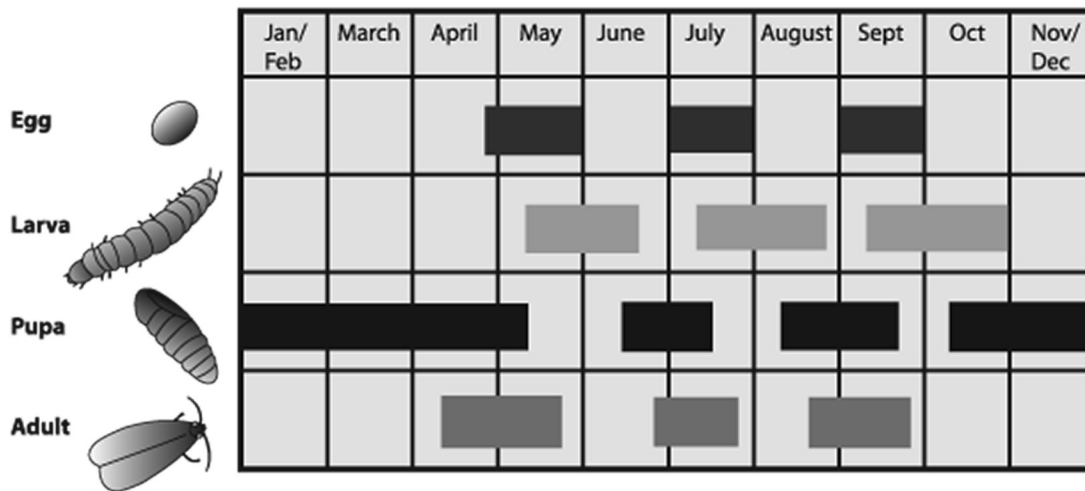 Jan/ March April May June July August Sept Oct Nov/
Feb Dec
Egg
Larva
Pupa
Adult